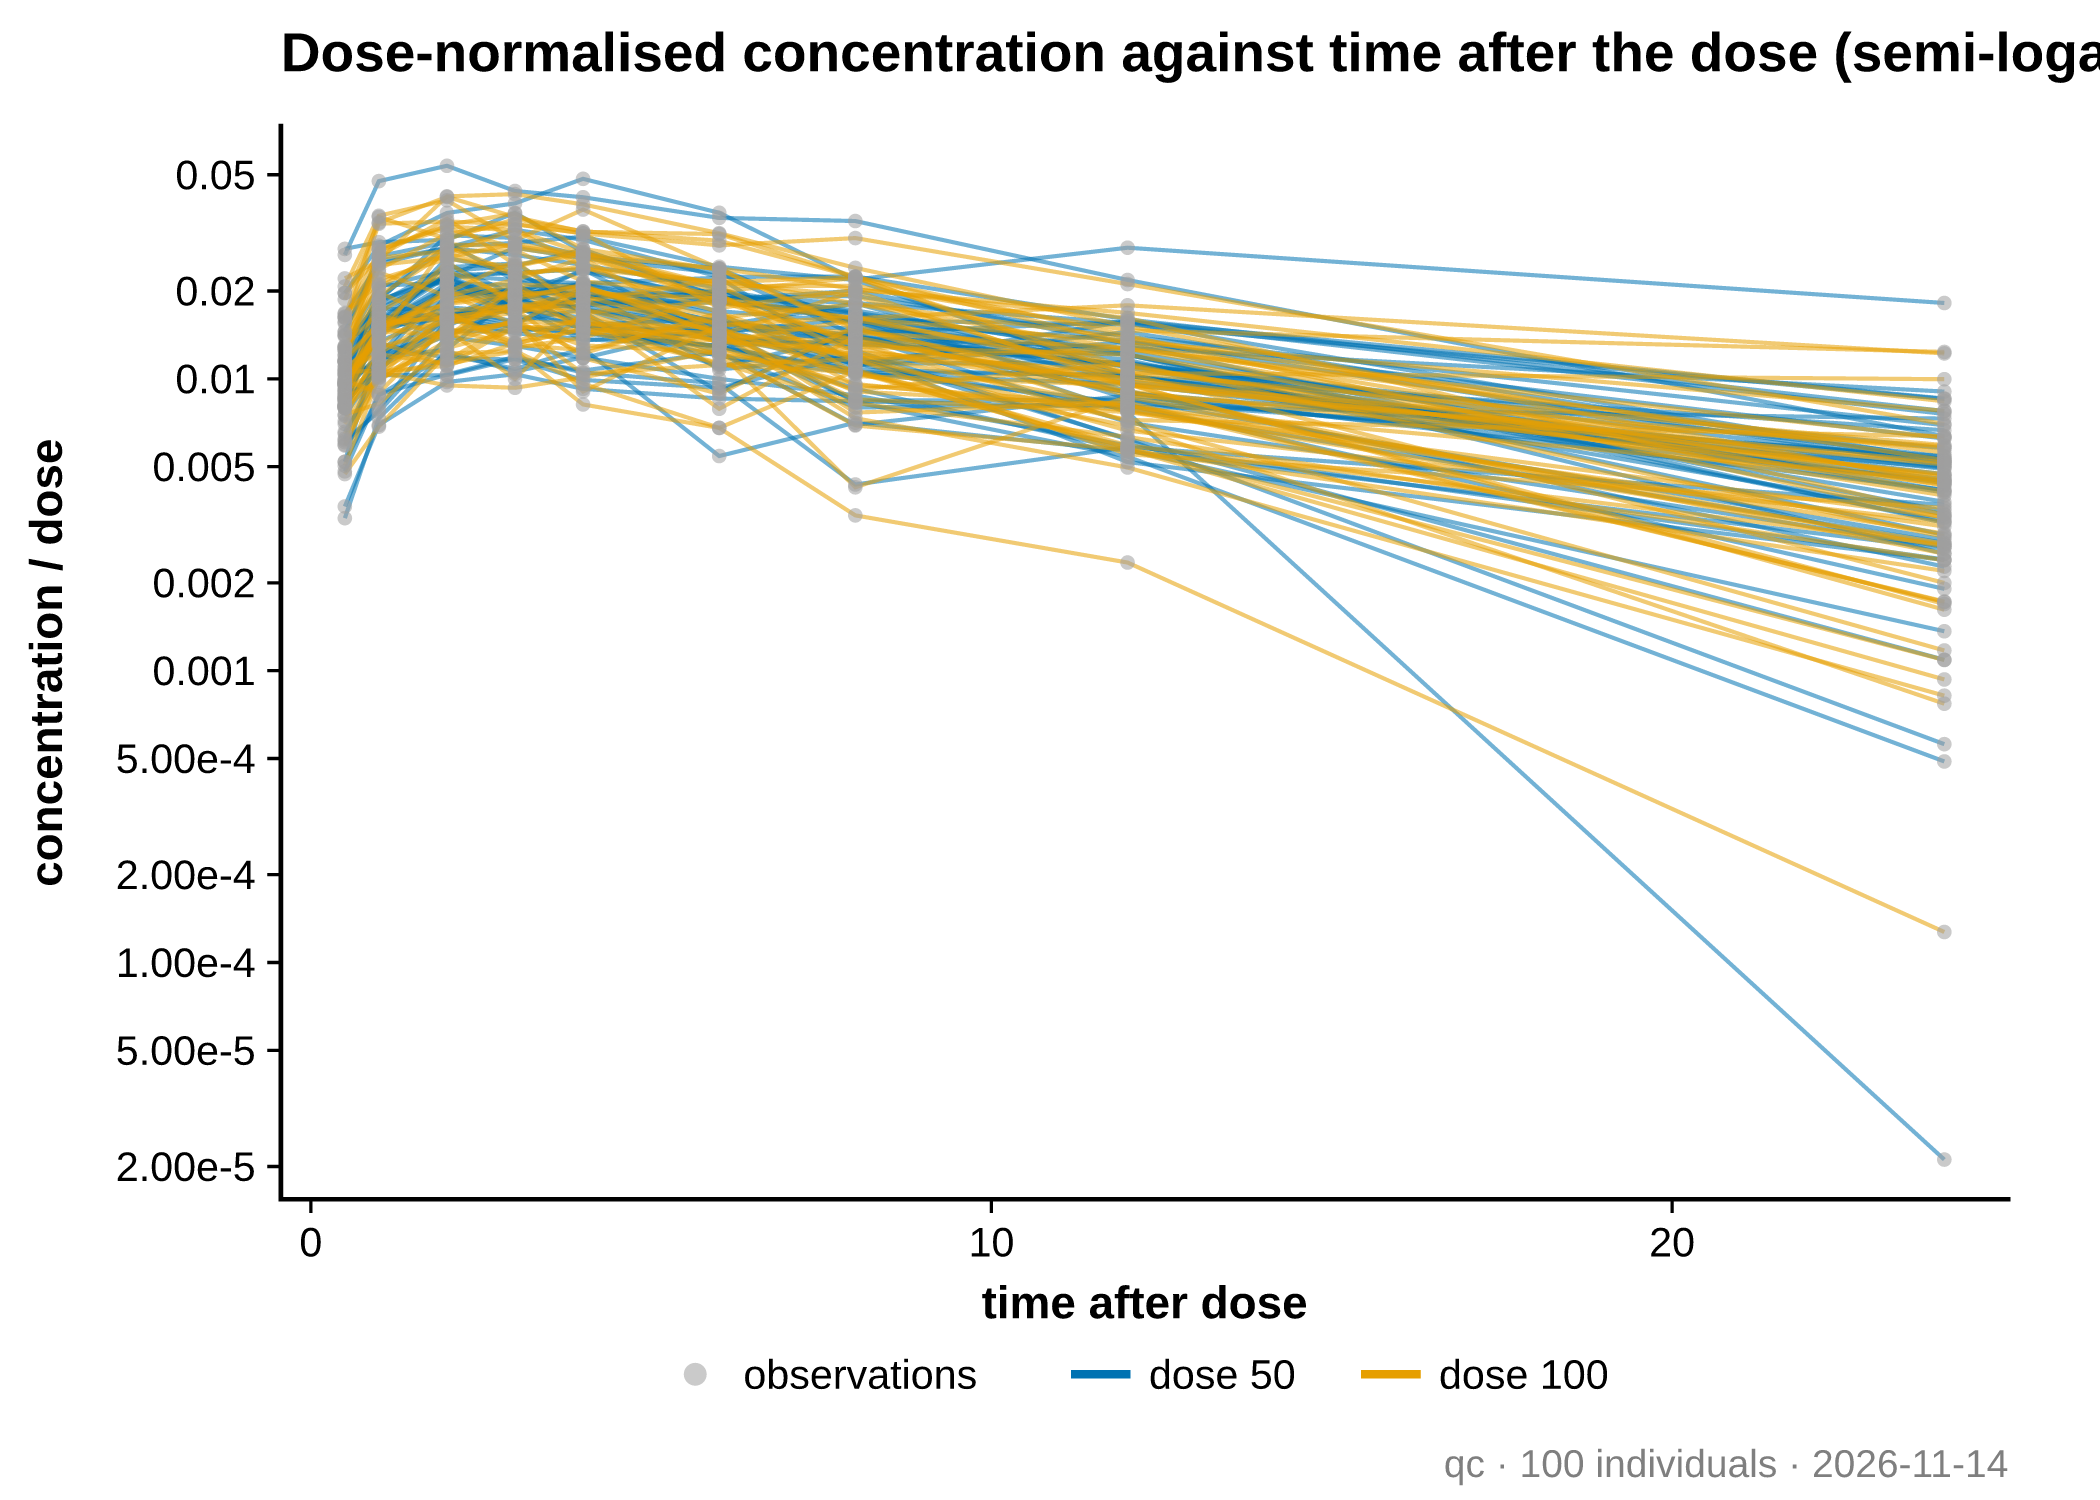 Dose-normalised concentration against time after the dose (semi-loga
concentration / dose
0.05
0.02
0.01
0.005
0.002
0.001
5.00e-4
2.00e-4
1.00e-4
5.00e-5
2.00e-5
0 10 20
time after dose
observations dose 50 dose 100
qc · 100 individuals · 2026-11-14